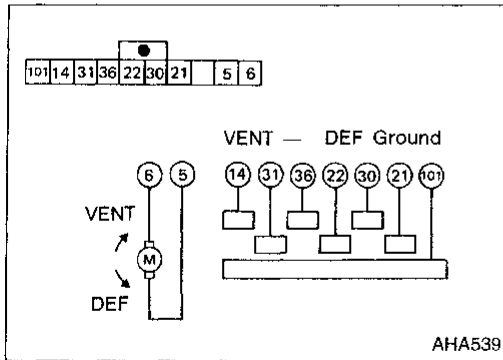 101 14 31 36 22 30 21 5 6
VENT — DEF Ground
6 5 14 31 36 22 30 21 101
VENT
M
DEF
AHA539